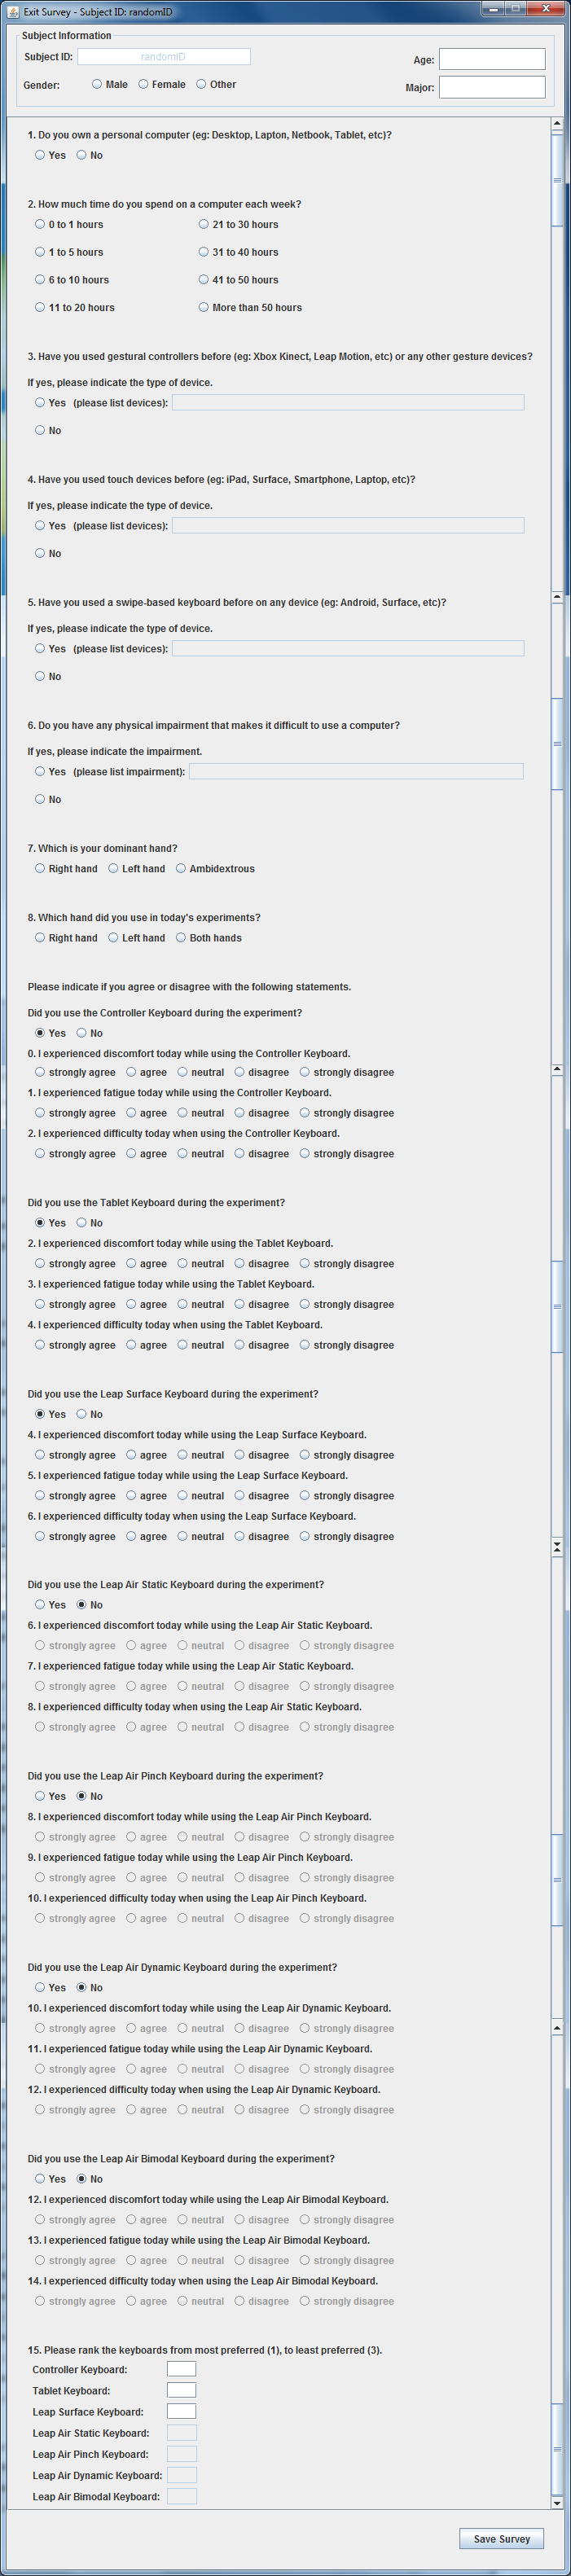 Exit Survey - Subject ID: randomID
Subject Information
Subject ID: randomID
Age:
Gender: Male Female Other
Major:
1. Do you own a personal computer (eg: Desktop, Lapton, Netbook, Tablet, etc)?
Yes No
2. How much time do you spend on a computer each week?
0 to 1 hours 21 to 30 hours
1 to 5 hours 31 to 40 hours
6 to 10 hours 41 to 50 hours
11 to 20 hours More than 50 hours
3. Have you used gestural controllers before (eg: Xbox Kinect, Leap Motion, etc) or any other gesture devices?
If yes, please indicate the type of device.
Yes (please list devices):
No
4. Have you used touch devices before (eg: iPad, Surface, Smartphone, Laptop, etc)?
If yes, please indicate the type of device.
Yes (please list devices):
No
5. Have you used a swipe-based keyboard before on any device (eg: Android, Surface, etc)?
If yes, please indicate the type of device.
Yes (please list devices):
No
6. Do you have any physical impairment that makes it difficult to use a computer?
If yes, please indicate the impairment.
Yes (please list impairment):
No
7. Which is your dominant hand?
Right hand Left hand Ambidextrous
8. Which hand did you use in today's experiments?
Right hand Left hand Both hands
Please indicate if you agree or disagree with the following statements.
Did you use the Controller Keyboard during the experiment?
Yes No
0. I experienced discomfort today while using the Controller Keyboard.
strongly agree agree neutral disagree strongly disagree
1. I experienced fatigue today while using the Controller Keyboard.
strongly agree agree neutral disagree strongly disagree
2. I experienced difficulty today when using the Controller Keyboard.
strongly agree agree neutral disagree strongly disagree
Did you use the Tablet Keyboard during the experiment?
Yes No
2. I experienced discomfort today while using the Tablet Keyboard.
strongly agree agree neutral disagree strongly disagree
3. I experienced fatigue today while using the Tablet Keyboard.
strongly agree agree neutral disagree strongly disagree
4. I experienced difficulty today when using the Tablet Keyboard.
strongly agree agree neutral disagree strongly disagree
Did you use the Leap Surface Keyboard during the experiment?
Yes No
4. I experienced discomfort today while using the Leap Surface Keyboard.
strongly agree agree neutral disagree strongly disagree
5. I experienced fatigue today while using the Leap Surface Keyboard.
strongly agree agree neutral disagree strongly disagree
6. I experienced difficulty today when using the Leap Surface Keyboard.
strongly agree agree neutral disagree strongly disagree
Did you use the Leap Air Static Keyboard during the experiment?
Yes No
6. I experienced discomfort today while using the Leap Air Static Keyboard.
strongly agree agree neutral disagree strongly disagree
7. I experienced fatigue today while using the Leap Air Static Keyboard.
strongly agree agree neutral disagree strongly disagree
8. I experienced difficulty today when using the Leap Air Static Keyboard.
strongly agree agree neutral disagree strongly disagree
Did you use the Leap Air Pinch Keyboard during the experiment?
Yes No
8. I experienced discomfort today while using the Leap Air Pinch Keyboard.
strongly agree agree neutral disagree strongly disagree
9. I experienced fatigue today while using the Leap Air Pinch Keyboard.
strongly agree agree neutral disagree strongly disagree
10. I experienced difficulty today when using the Leap Air Pinch Keyboard.
strongly agree agree neutral disagree strongly disagree
Did you use the Leap Air Dynamic Keyboard during the experiment?
Yes No
10. I experienced discomfort today while using the Leap Air Dynamic Keyboard.
strongly agree agree neutral disagree strongly disagree
11. I experienced fatigue today while using the Leap Air Dynamic Keyboard.
strongly agree agree neutral disagree strongly disagree
12. I experienced difficulty today when using the Leap Air Dynamic Keyboard.
strongly agree agree neutral disagree strongly disagree
Did you use the Leap Air Bimodal Keyboard during the experiment?
Yes No
12. I experienced discomfort today while using the Leap Air Bimodal Keyboard.
strongly agree agree neutral disagree strongly disagree
13. I experienced fatigue today while using the Leap Air Bimodal Keyboard.
strongly agree agree neutral disagree strongly disagree
14. I experienced difficulty today when using the Leap Air Bimodal Keyboard.
strongly agree agree neutral disagree strongly disagree
15. Please rank the keyboards from most preferred (1), to least preferred (3).
Controller Keyboard:
Tablet Keyboard:
Leap Surface Keyboard:
Leap Air Static Keyboard:
Leap Air Pinch Keyboard:
Leap Air Dynamic Keyboard:
Leap Air Bimodal Keyboard:
Save Survey